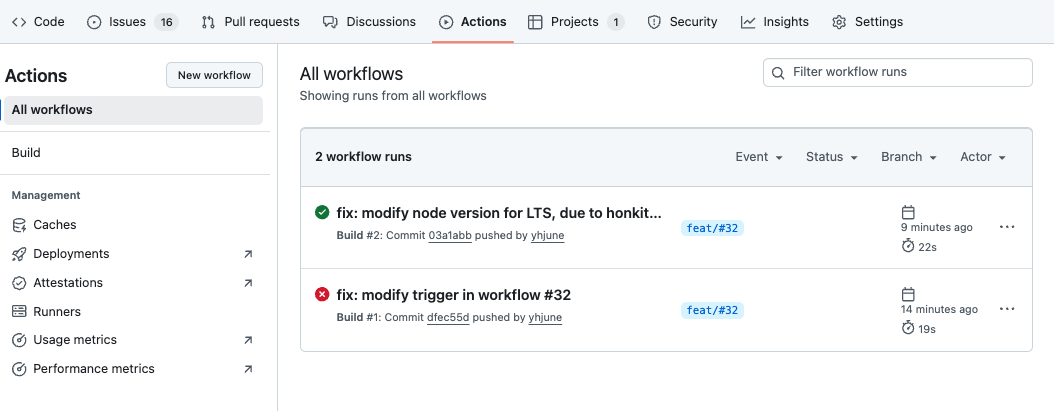 Code Issues 16 Pull requests Discussions Actions Projects 1 Security Insights Settings
Actions New workflow
All workflows
Build
Management
Caches
Deployments
Attestations
Runners
Usage metrics
Performance metrics
All workflows
Showing runs from all workflows
Filter workflow runs
2 workflow runs Event Status Branch Actor
fix: modify node version for LTS, due to honkit...
Build #2: Commit 03a1abb pushed by yhjune
feat/#32
9 minutes ago
22s
fix: modify trigger in workflow #32
Build #1: Commit dfec55d pushed by yhjune
feat/#32
14 minutes ago
19s